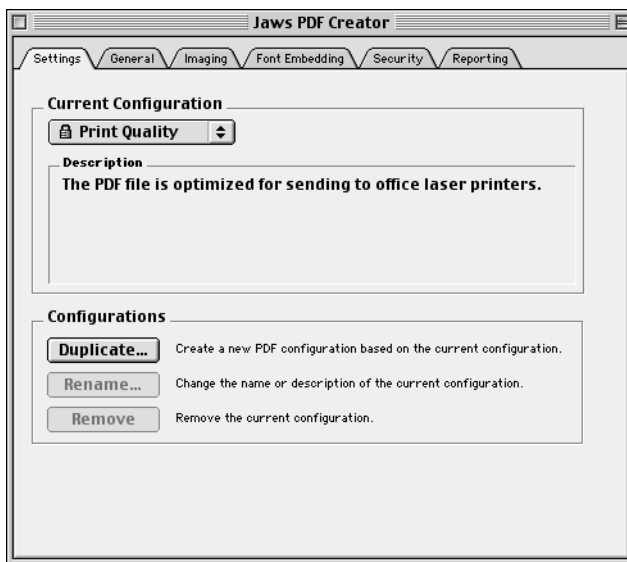 Jaws PDF Creator
Settings General Imaging Font Embedding Security Reporting
Current Configuration
Print Quality
Description
The PDF file is optimized for sending to office laser printers.
Configurations
Duplicate... Create a new PDF configuration based on the current configuration.
Rename... Change the name or description of the current configuration.
Remove Remove the current configuration.